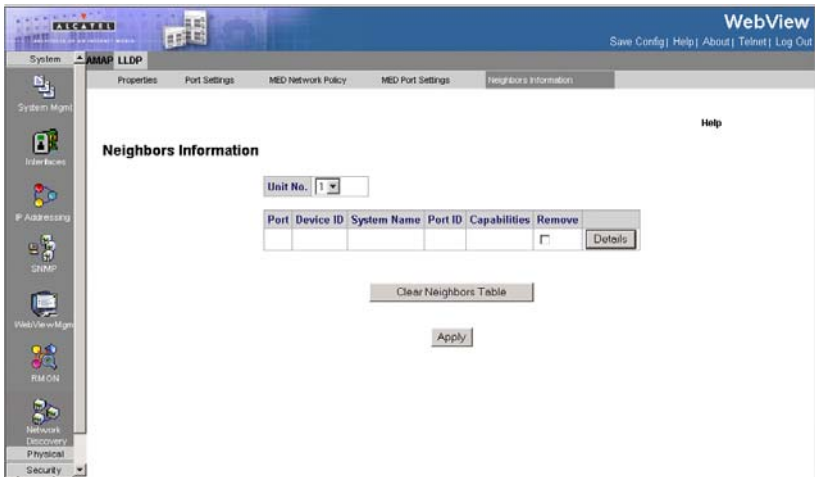 ALCATEL
WebView
Save Config| Help| About| Telnet| Log Out
System
AMAP LLDP
Properties Port Settings MED Network Policy MED Port Settings Neighbors Information
System Mgmt
Help
Neighbors Information
Interfaces
Unit No. 1
IP Addressing
Port Device ID System Name Port ID Capabilities Remove
Details
SNMP
Clear Neighbors Table
WebViewMgm
Apply
RMON
Network
Discovery
Physical
Security